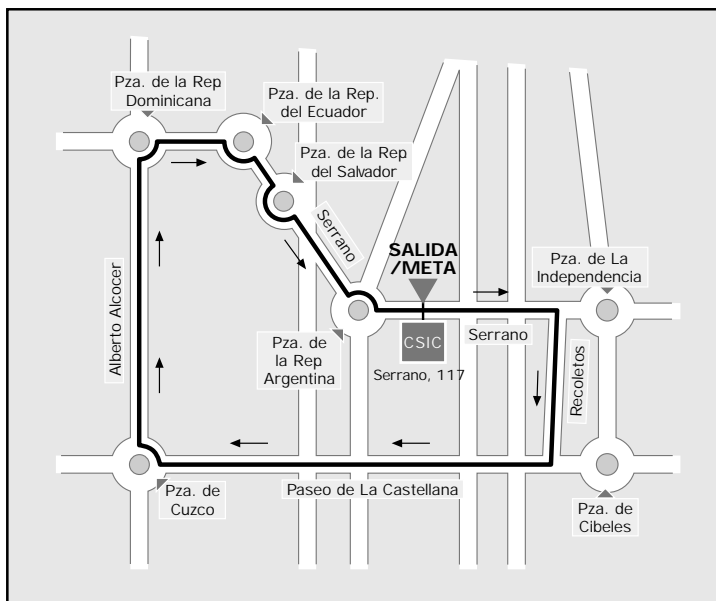 Pza. de la Rep
Dominicana
Pza. de la Rep.
del Ecuador
Pza. de la Rep
del Salvador
Serrano
SALIDA
/META
Pza. de La
Independencia
Alberto Alcocer
Pza. de
la Rep
Argentina
CSIC
Serrano, 117
Serrano
Recoletos
Paseo de La Castellana
Pza. de
Cuzco
Pza. de
Cibeles